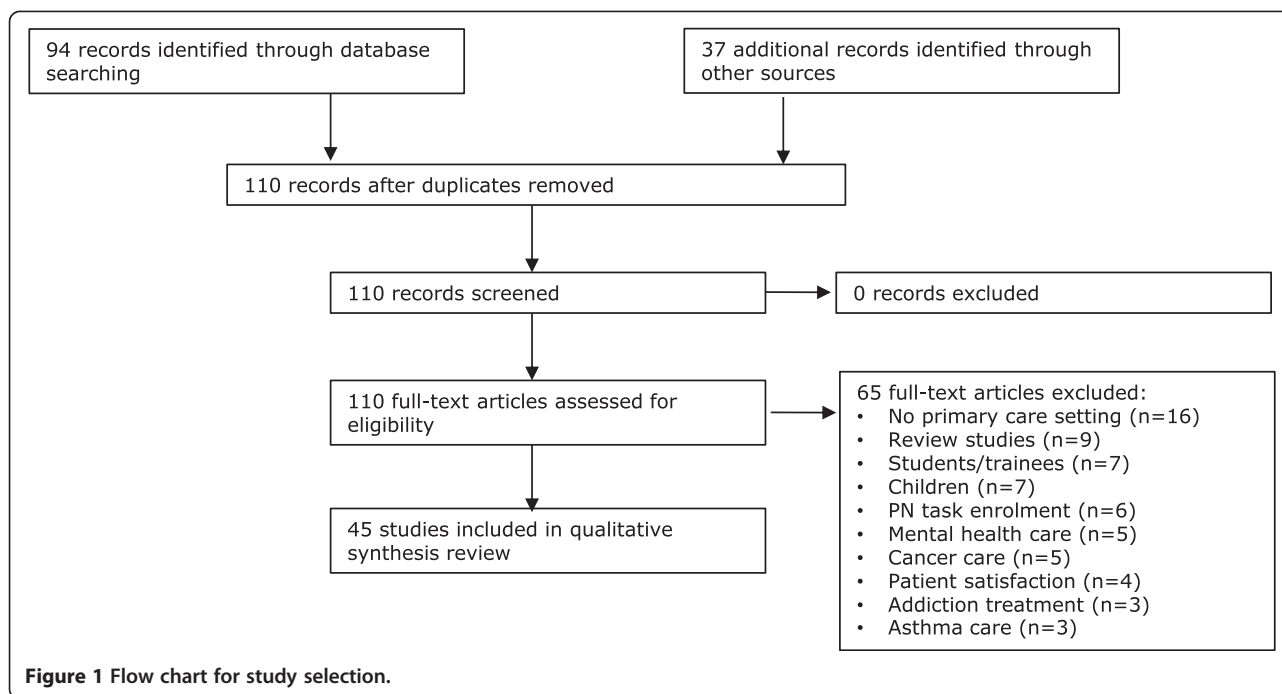 94 records identified through database
searching
37 additional records identified through
other sources
110 records after duplicates removed
110 records screened
0 records excluded
110 full-text articles assessed for
eligibility
65 full-text articles excluded:
• No primary care setting (n=16)
• Review studies (n=9)
• Students/trainees (n=7)
• Children (n=7)
• PN task enrolment (n=6)
• Mental health care (n=5)
• Cancer care (n=5)
• Patient satisfaction (n=4)
• Addiction treatment (n=3)
• Asthma care (n=3)
45 studies included in qualitative
synthesis review
Figure 1 Flow chart for study selection.